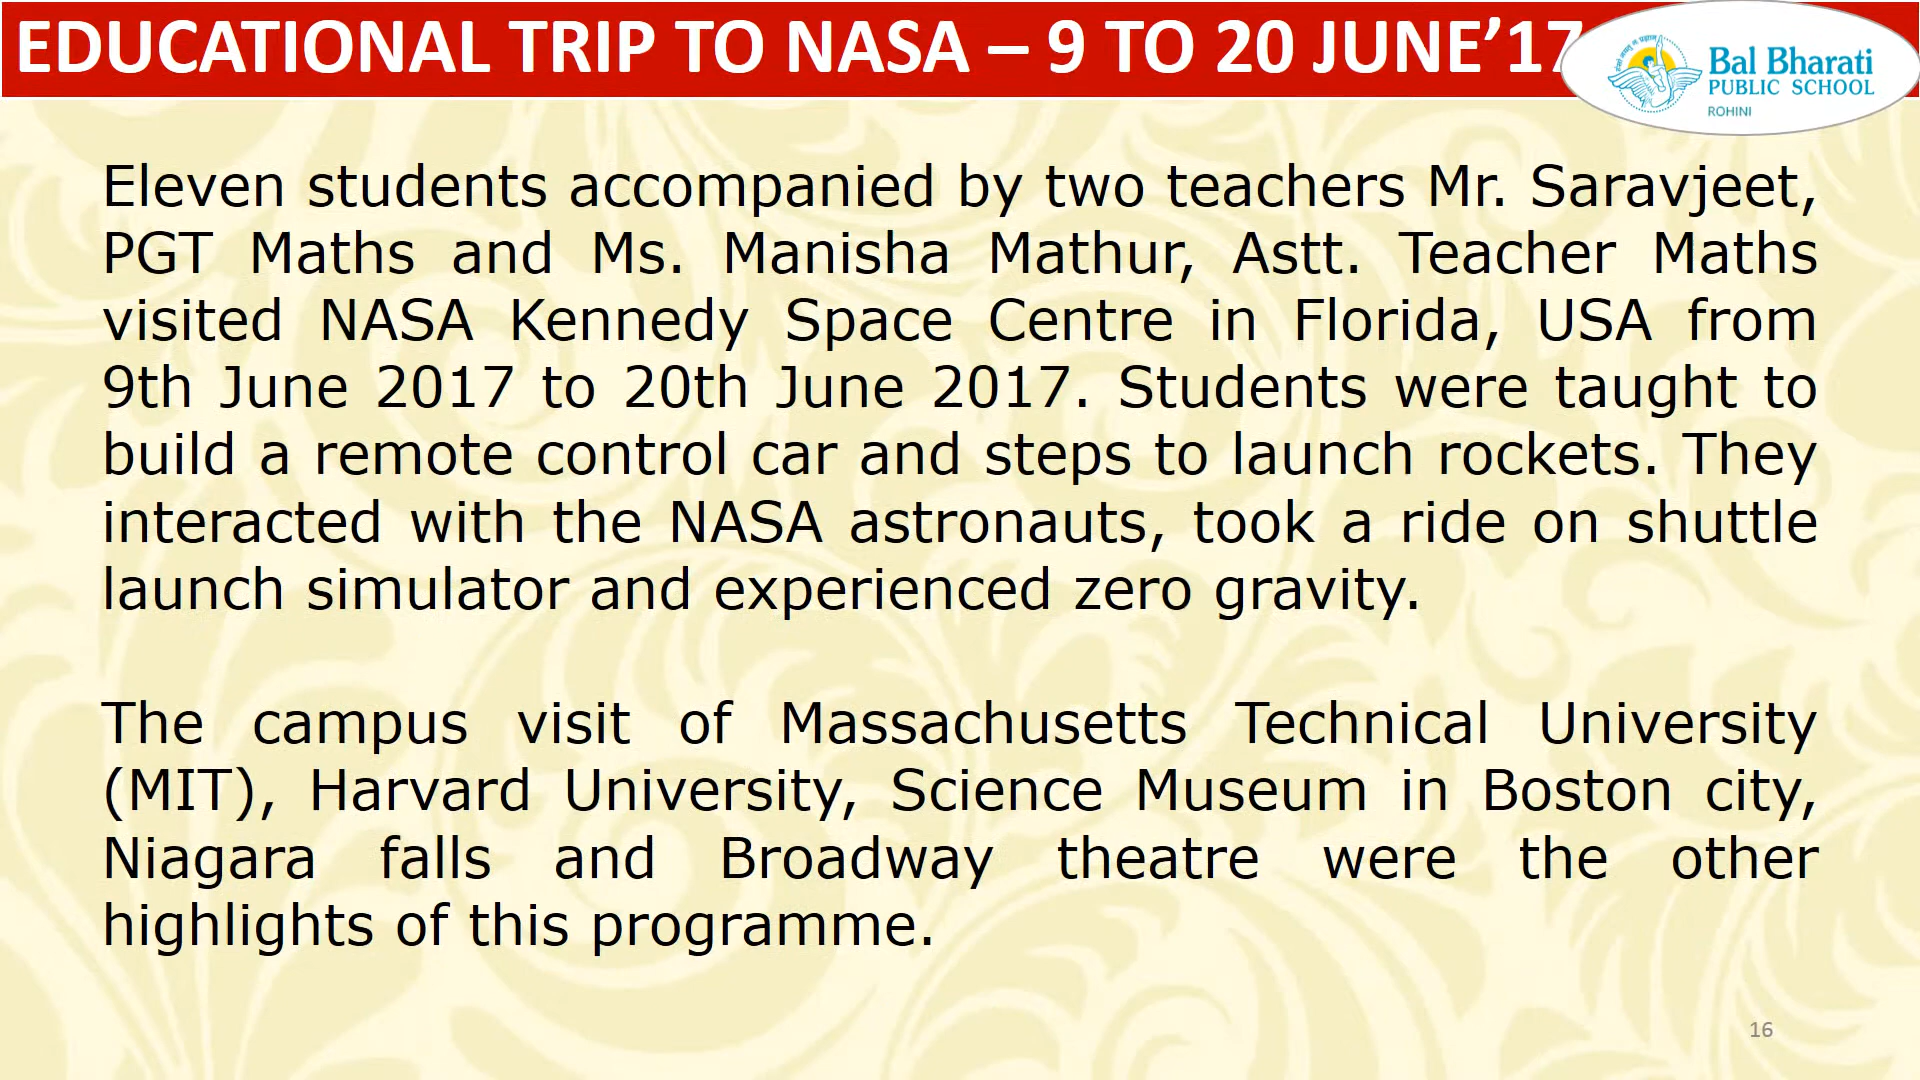 EDUCATIONAL TRIP TO NASA – 9 TO 20 JUNE’17
Bal Bharati
PUBLIC SCHOOL
ROHINI
Eleven students accompanied by two teachers Mr. Saravjeet,
PGT Maths and Ms. Manisha Mathur, Astt. Teacher Maths
visited NASA Kennedy Space Centre in Florida, USA from
9th June 2017 to 20th June 2017. Students were taught to
build a remote control car and steps to launch rockets. They
interacted with the NASA astronauts, took a ride on shuttle
launch simulator and experienced zero gravity.
The campus visit of Massachusetts Technical University
(MIT), Harvard University, Science Museum in Boston city,
Niagara falls and Broadway theatre were the other
highlights of this programme.
16